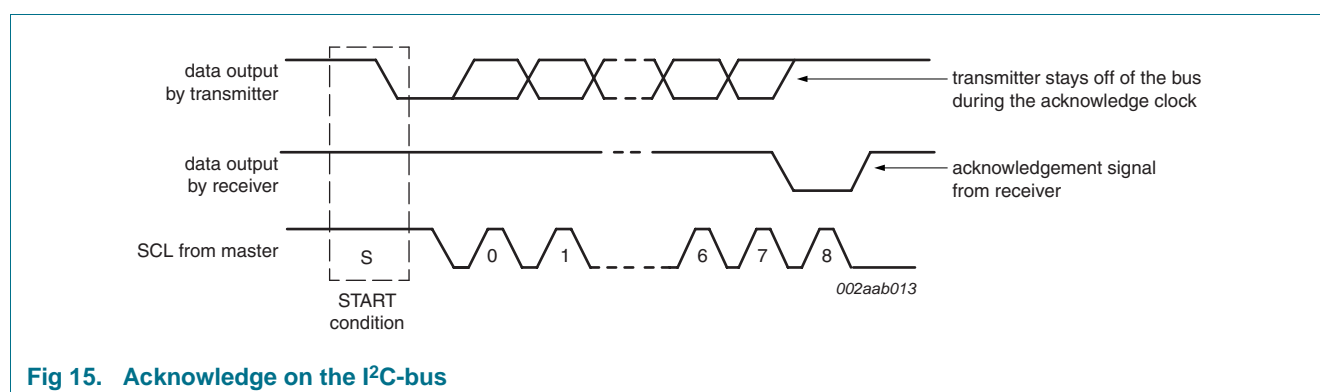 data output
by transmitter
transmitter stays off of the bus
during the acknowledge clock
data output
by receiver
acknowledgement signal
from receiver
SCL from master
S
0
1
6
7
8
002aab013
START
condition
Fig 15. Acknowledge on the I²C-bus